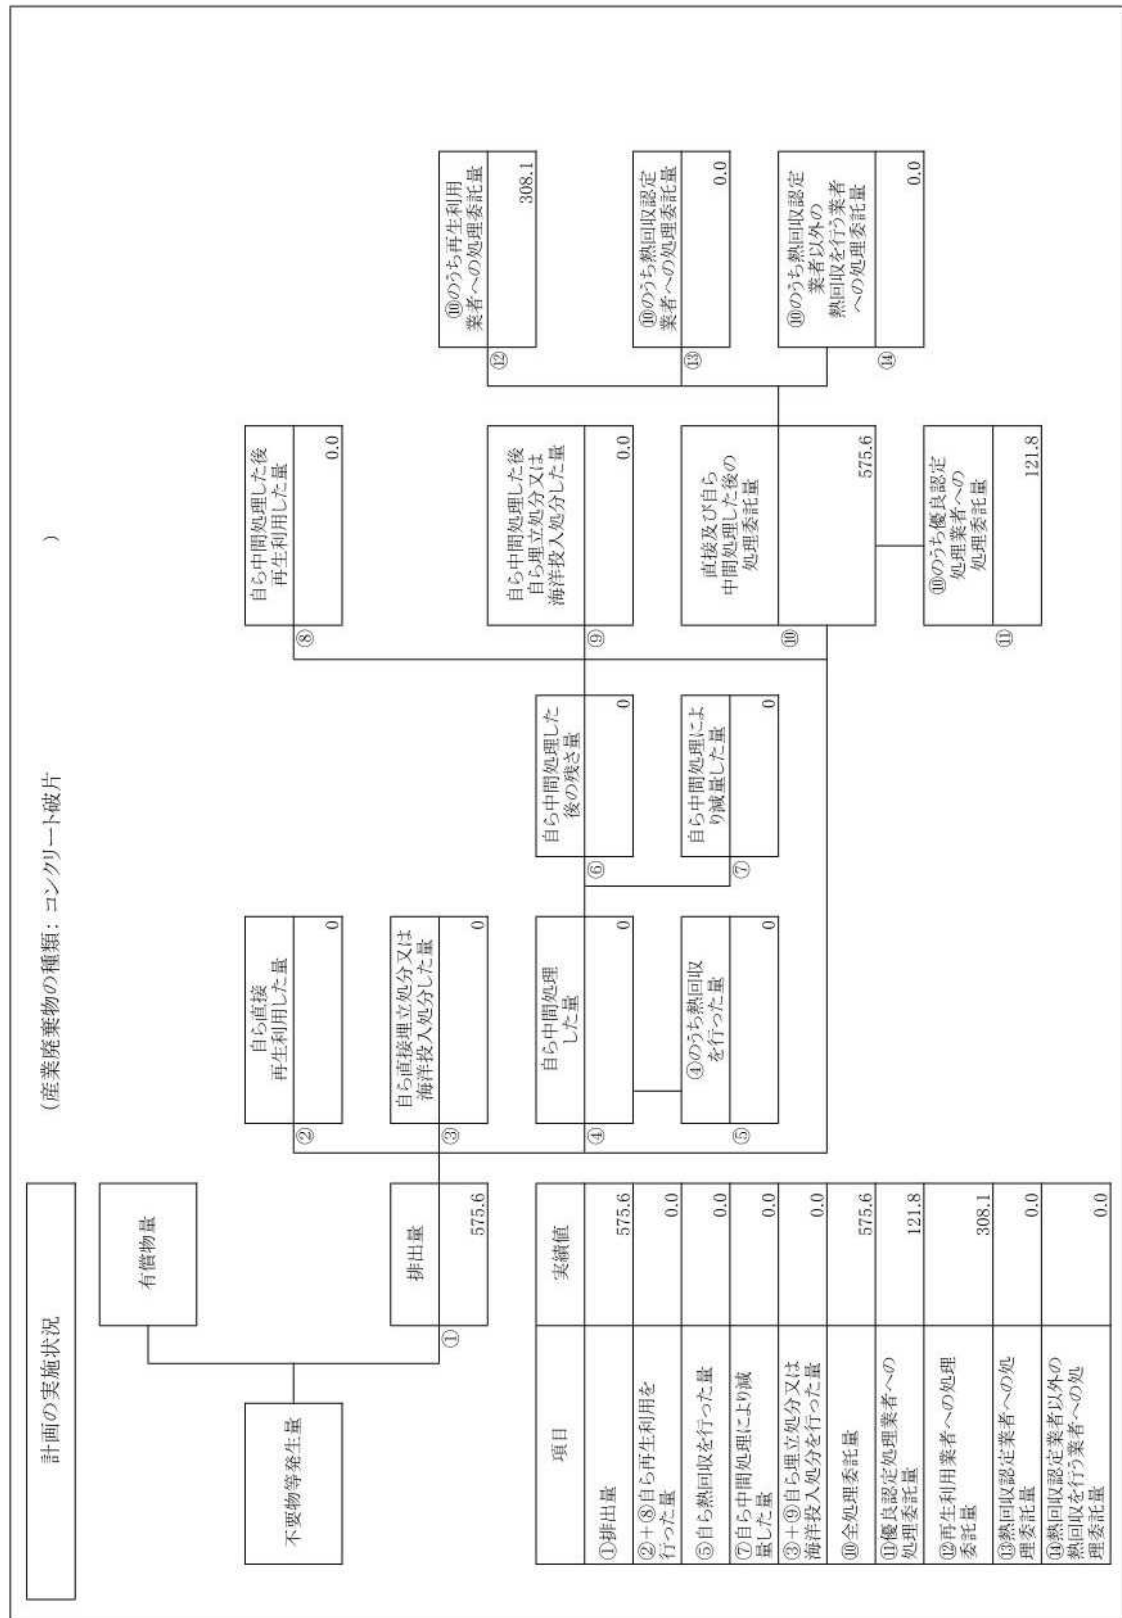 計画の実施状況
(産業廃棄物の種類: コンクリート破片 )
不要物等発生量
有償物量
①
排出量
575.6
②
自ら直接
再生利用した量
0
③
自ら直接埋立処分又は
海洋投入処分した量
0
④
自ら中間処理
した量
0
⑤
④のうち熱回収
を行った量
0
⑥
自ら中間処理した
後の残さ量
0
⑦
自ら中間処理によ
り減量した量
0
⑧
自ら中間処理した後
再生利用した量
0.0
⑨
自ら中間処理した後
自ら埋立処分又は
海洋投入処分した量
0.0
⑩
直接及び自ら
中間処理した後の
処理委託量
575.6
⑪
⑩のうち優良認定
処理業者への
処理委託量
121.8
⑫
⑩のうち再生利用
業者への処理委託量
308.1
⑬
⑩のうち熱回収認定
業者への処理委託量
0.0
⑭
⑩のうち熱回収認定
業者以外の
熱回収を行う業者
への処理委託量
0.0
項目 実績値
①排出量 575.6
②+⑧自ら再生利用を
行った量 0.0
⑤自ら熱回収を行った量 0.0
⑦自ら中間処理により減
量した量 0.0
③+⑨自ら埋立処分又は
海洋投入処分を行った量 0.0
⑩全処理委託量 575.6
⑪優良認定処理業者への
処理委託量 121.8
⑫再生利用業者への処理
委託量 308.1
⑬熱回収認定業者への処
理委託量 0.0
⑭熱回収認定業者以外の
熱回収を行う業者への処
理委託量 0.0